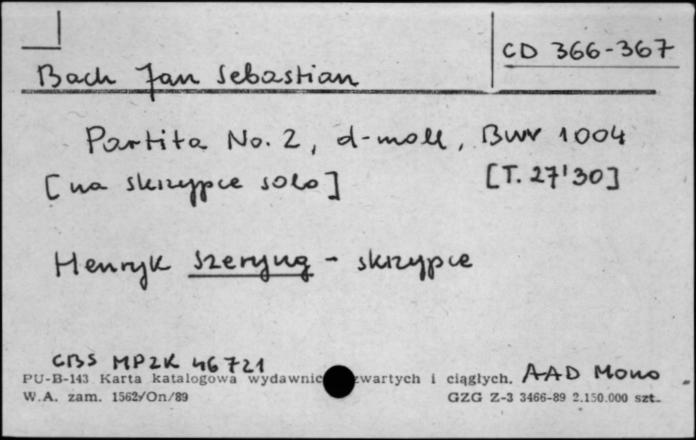 CD 366-367
Bach Jan Sebastian
Partita No. 2, d-moll, BWV 1004
[na skrzypce solo] [T. 27'30]
Henryk Szeryng - skrzypce
CBS MP2K 46721
PU-B-143 Karta katalogowa wydawnic zwartych i ciągłych. AAD Mono
W.A. zam. 1562/On/89 GZG Z-3 3466-89 2.150.000 szt.